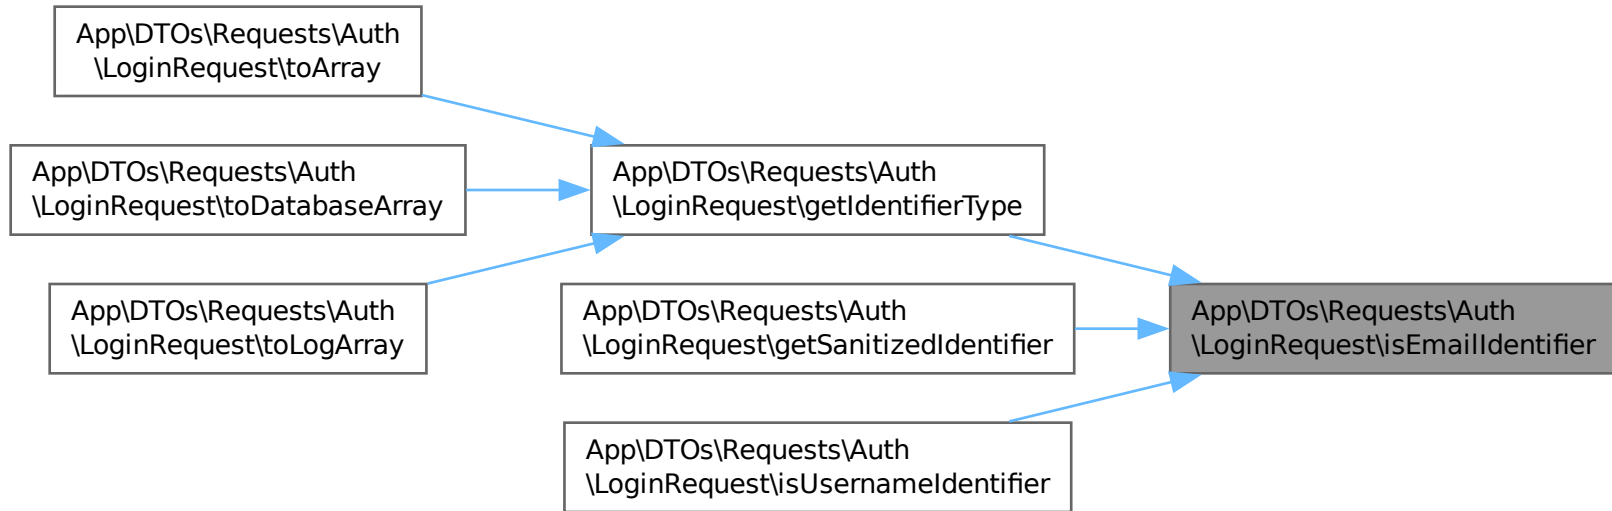 App\DTOs\Requests\Auth
\LoginRequest\toArray
App\DTOs\Requests\Auth
\LoginRequest\toDatabaseArray
App\DTOs\Requests\Auth
\LoginRequest\toLogArray
App\DTOs\Requests\Auth
\LoginRequest\getIdentifierType
App\DTOs\Requests\Auth
\LoginRequest\getSanitizedIdentifier
App\DTOs\Requests\Auth
\LoginRequest\isUsernameIdentifier
App\DTOs\Requests\Auth
\LoginRequest\isEmailIdentifier